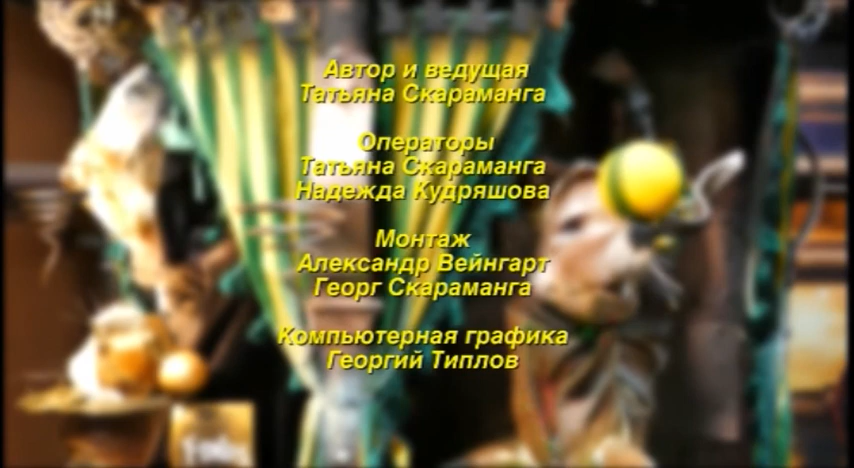 Автор и ведущая
Татьяна Скараманга
Операторы
Татьяна Скараманга
Надежда Кудряшова
Монтаж
Александр Вейнгарт
Георг Скараманга
Компьютерная графика
Георгий Типлов